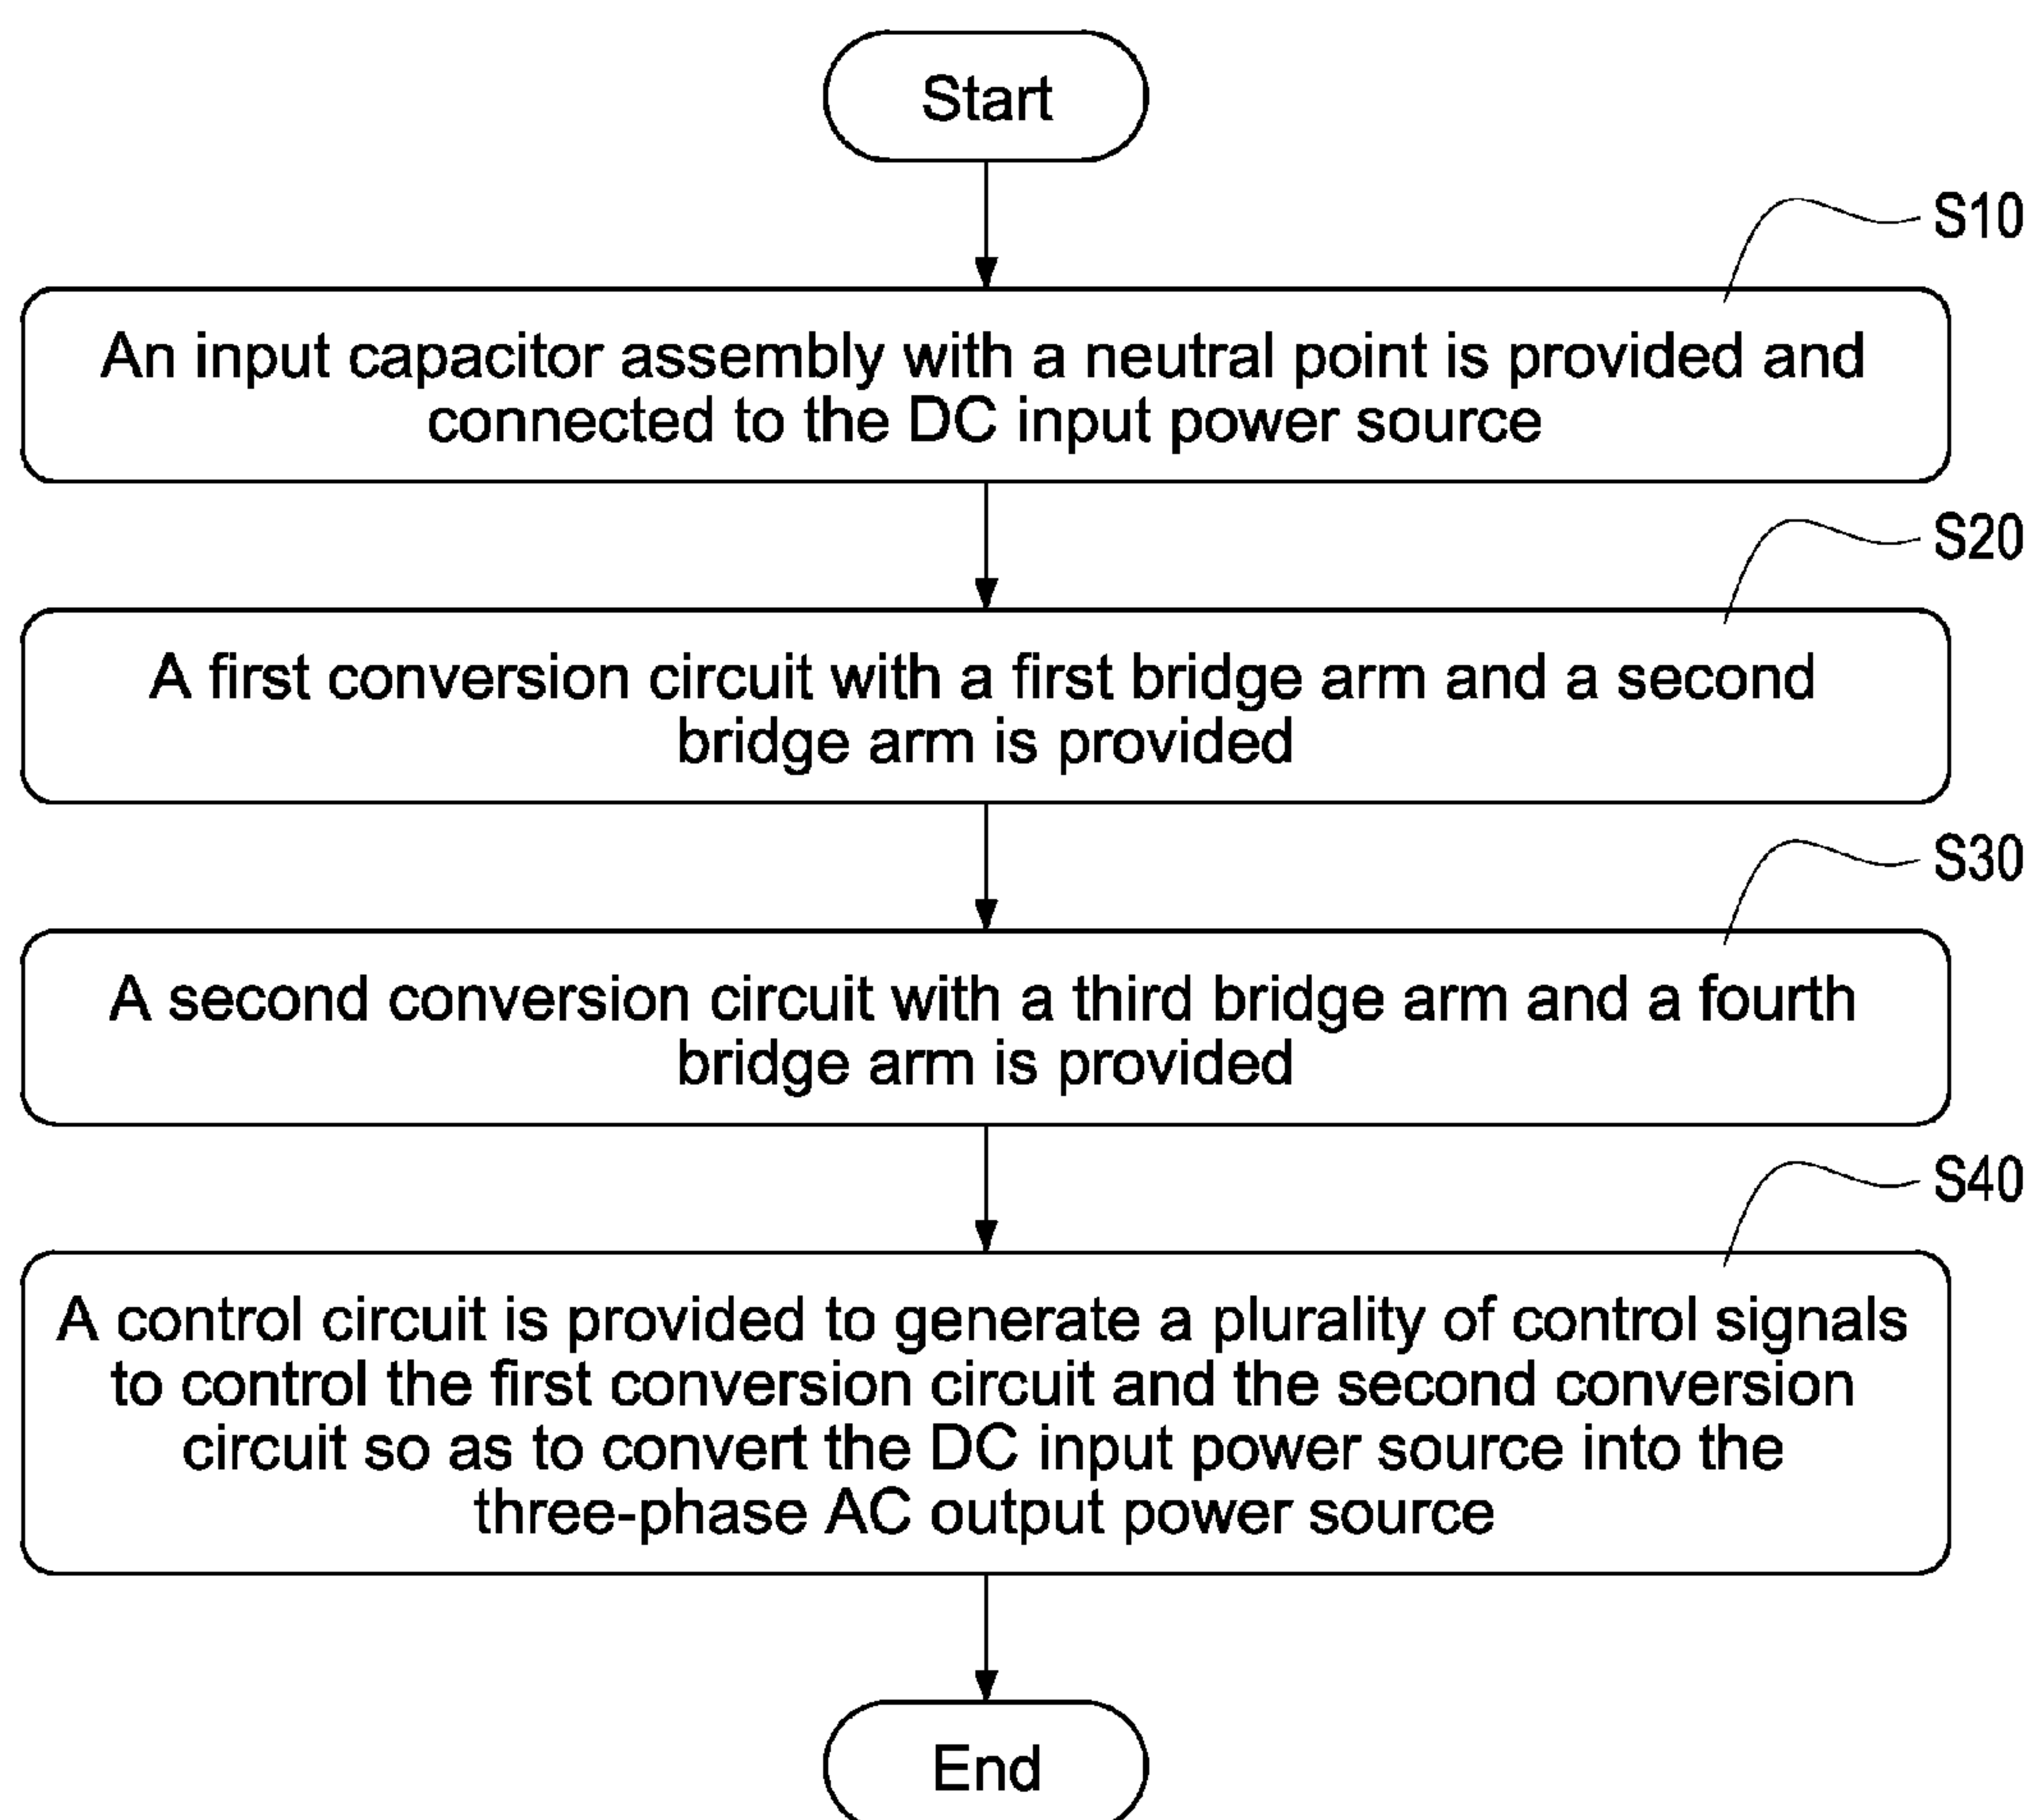 Start
S10
An input capacitor assembly with a neutral point is provided and
connected to the DC input power source
S20
A first conversion circuit with a first bridge arm and a second
bridge arm is provided
S30
A second conversion circuit with a third bridge arm and a fourth
bridge arm is provided
S40
A control circuit is provided to generate a plurality of control signals
to control the first conversion circuit and the second conversion
circuit so as to convert the DC input power source into the
three-phase AC output power source
End